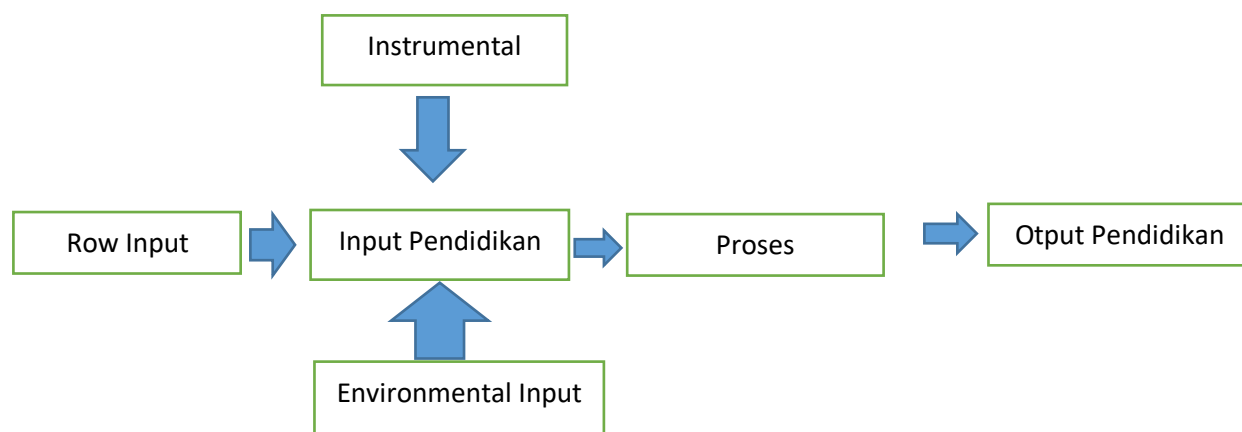 Instrumental
Row Input
Input Pendidikan
Proses
Otput Pendidikan
Environmental Input